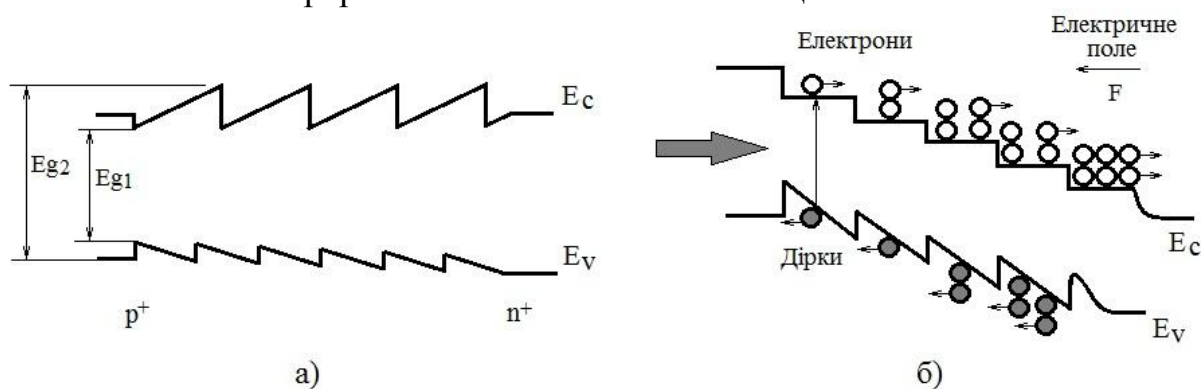 Електрони
Електричне
поле
F
Ec
Eg2
Eg1
Ev
Дірки
Ec
Ev
p+
n+
а)
б)